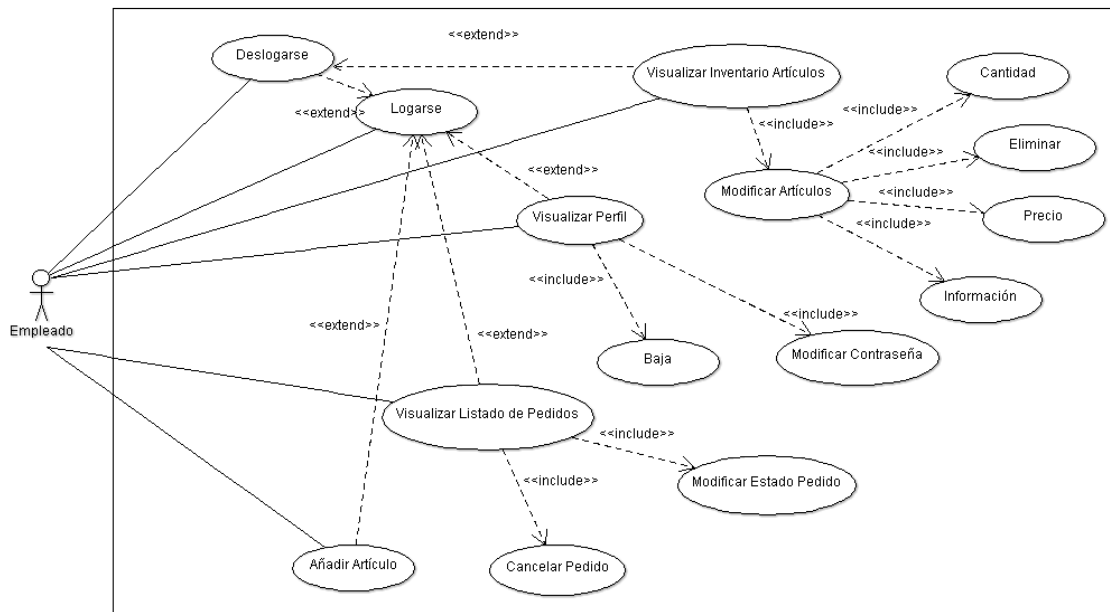 <<extend>>
Deslogarse
Visualizar Inventario Artículos
Cantidad
<<extend>>
Logarse
<<include>>
<<include>>
Eliminar
<<include>>
<<extend>>
Modificar Artículos
<<include>>
Visualizar Perfil
Precio
<<include>>
<<include>>
Información
Empleado
<<extend>>
<<extend>>
<<include>>
Baja
Modificar Contraseña
Visualizar Listado de Pedidos
<<include>>
<<include>>
Modificar Estado Pedido
Añadir Artículo
Cancelar Pedido